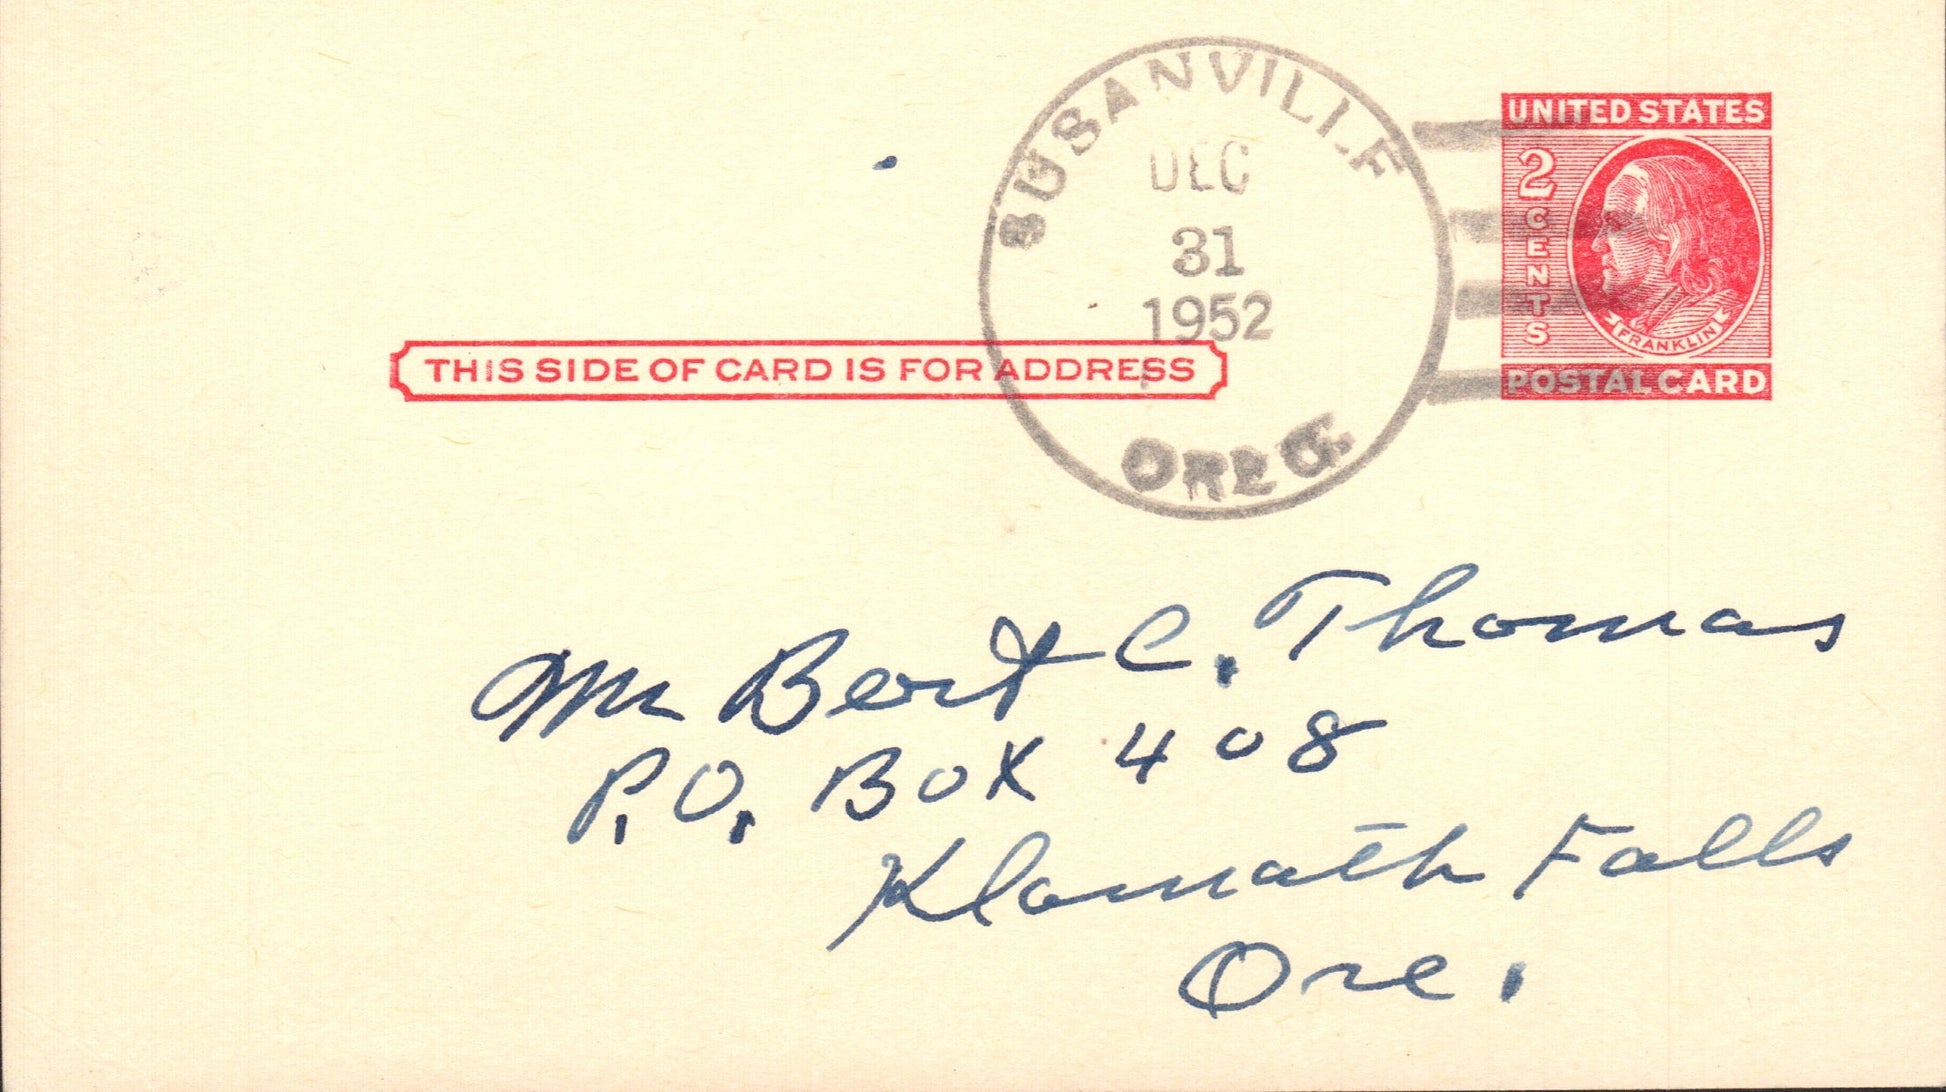 SUSANVILLE
DEC
31
1952
OREG.
UNITED STATES
2
CENTS
FRANKLIN
POSTAL CARD
THIS SIDE OF CARD IS FOR ADDRESS
Mr Bert C. Thomas
P.O. Box 408
Klamath Falls
Ore.